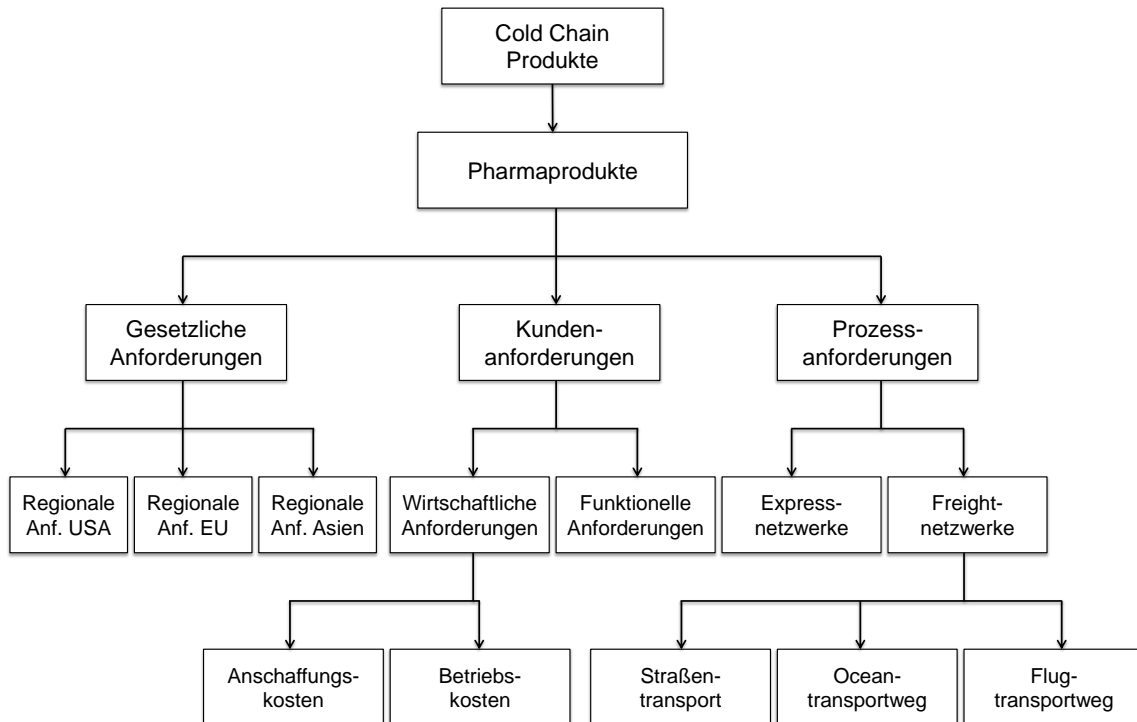 Cold Chain
Produkte
Pharmaprodukte
Gesetzliche
Anforderungen
Kunden-
anforderungen
Prozess-
anforderungen
Regionale
Anf. USA
Regionale
Anf. EU
Regionale
Anf. Asien
Wirtschaftliche
Anforderungen
Funktionelle
Anforderungen
Express-
netzwerke
Freight-
netzwerke
Anschaffungs-
kosten
Betriebs-
kosten
Straßen-
transport
Ocean-
transportweg
Flug-
transportweg